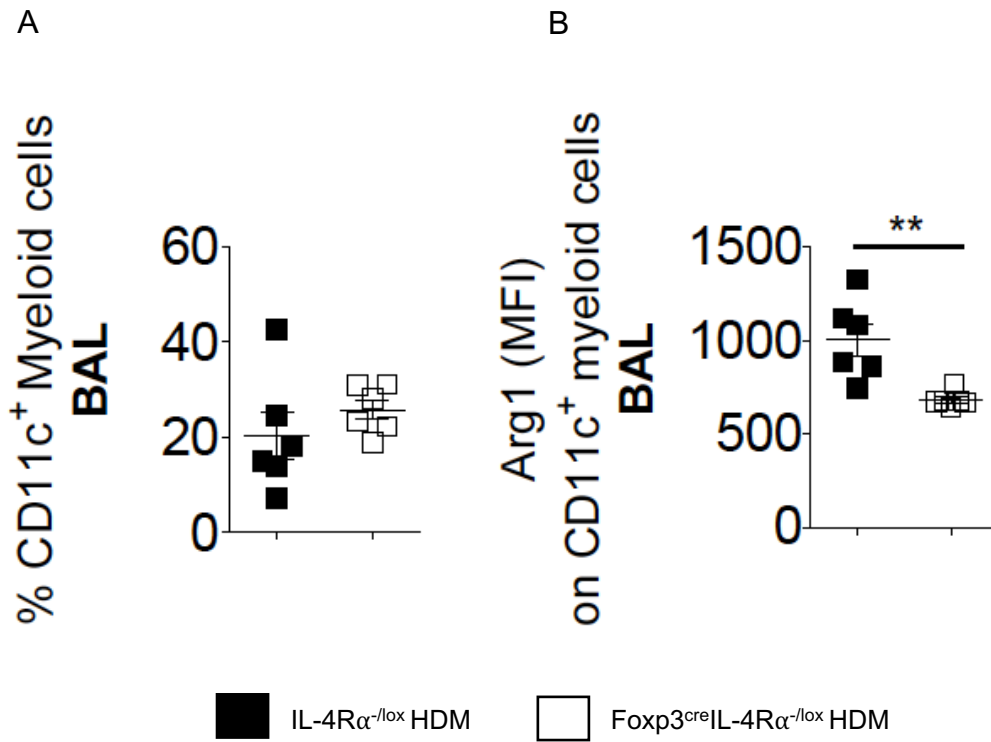 A
B
% CD11c⁺ Myeloid cells
BAL
60
40
20
0
Arg1 (MFI)
on CD11c⁺ myeloid cells
BAL
1500
1000
500
0
**
IL-4Rα⁻/ˡᵒˣ HDM
Foxp3ᶜʳᵉIL-4Rα⁻/ˡᵒˣ HDM